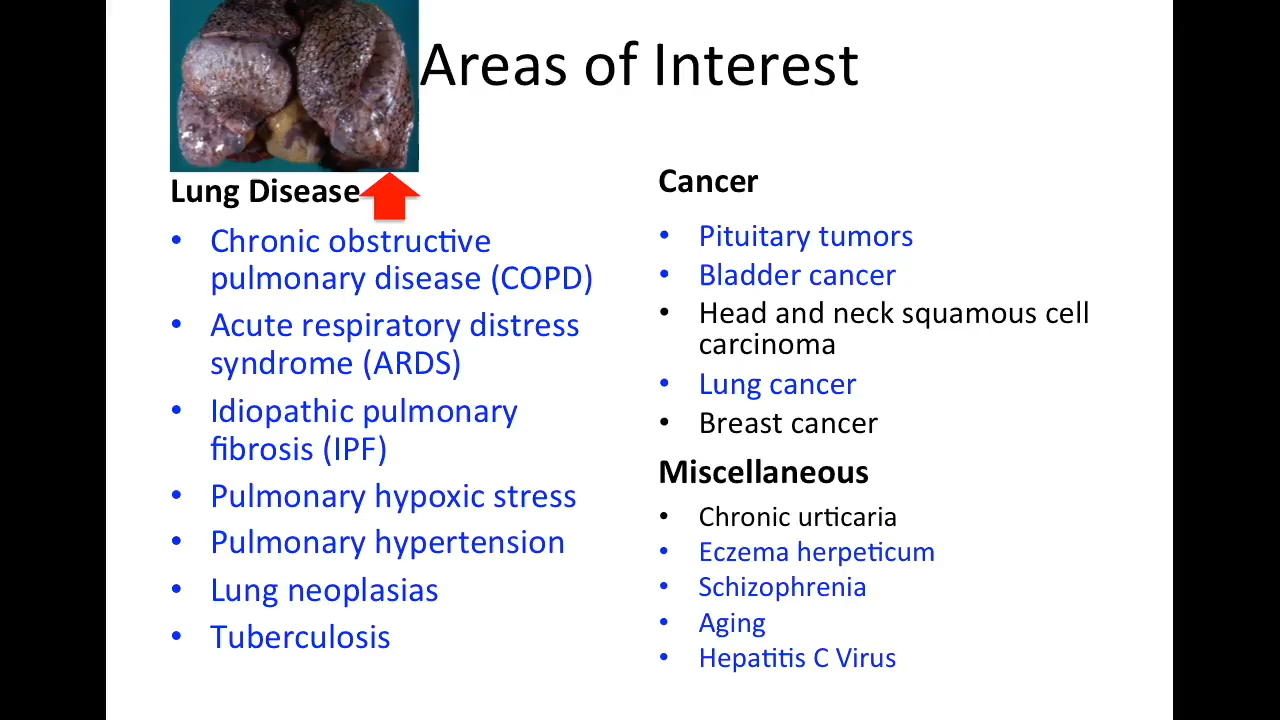 Areas of Interest
Lung Disease
• Chronic obstructive
pulmonary disease (COPD)
• Acute respiratory distress
syndrome (ARDS)
• Idiopathic pulmonary
fibrosis (IPF)
• Pulmonary hypoxic stress
• Pulmonary hypertension
• Lung neoplasias
• Tuberculosis
Cancer
• Pituitary tumors
• Bladder cancer
• Head and neck squamous cell
carcinoma
• Lung cancer
• Breast cancer
Miscellaneous
• Chronic urticaria
• Eczema herpeticum
• Schizophrenia
• Aging
• Hepatitis C Virus